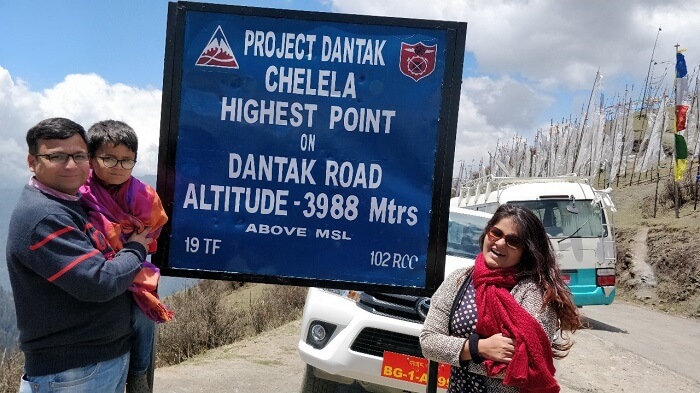 PROJECT DANTAK
CHELELA
HIGHEST POINT
ON
DANTAK ROAD
ALTITUDE - 3988 Mtrs
ABOVE MSL
19 TF
102 RCC